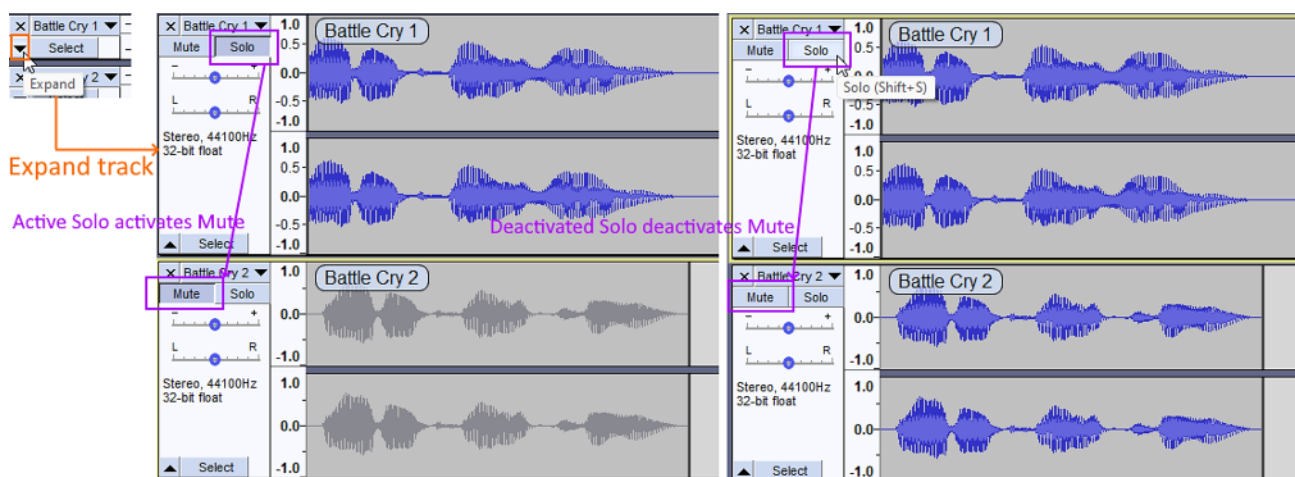 Battle Cry 1
Select
Cry 2
Expand
Expand track
Active Solo activates Mute
Battle Cry 1
Mute Solo
- +
L R
Stereo, 44100Hz
32-bit float
Select
1.0
0.5-
0.0-
-0.5-
-1.0
1.0
0.5-
0.0-
-0.5-
-1.0
Battle Cry 1
Battle Cry 2
Mute Solo
- +
L R
Stereo, 44100Hz
32-bit float
Select
1.0
0.0-
-1.0
1.0
0.0-
-1.0
Battle Cry 2
Deactivated Solo deactivates Mute
Battle Cry 1
Mute Solo
- +
Solo (Shift+S)
L R
Stereo, 44100Hz
32-bit float
Select
1.0
0.5-
0.0-
-0.5-
-1.0
1.0
0.5-
0.0-
-0.5-
-1.0
Battle Cry 1
Battle Cry 2
Mute Solo
- +
L R
Stereo, 44100Hz
32-bit float
Select
1.0
0.0-
-1.0
1.0
0.0-
-1.0
Battle Cry 2